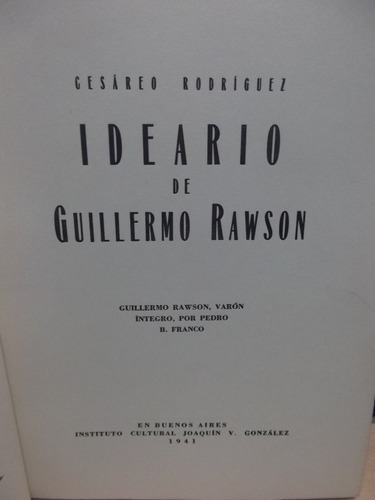 CESÁREO RODRÍGUEZ
IDEARIO
DE
GUILLERMO RAWSON
GUILLERMO RAWSON, VARÓN
ÍNTEGRO, POR PEDRO
B. FRANCO
EN BUENOS AIRES
INSTITUTO CULTURAL JOAQUÍN V. GONZÁLEZ
1941